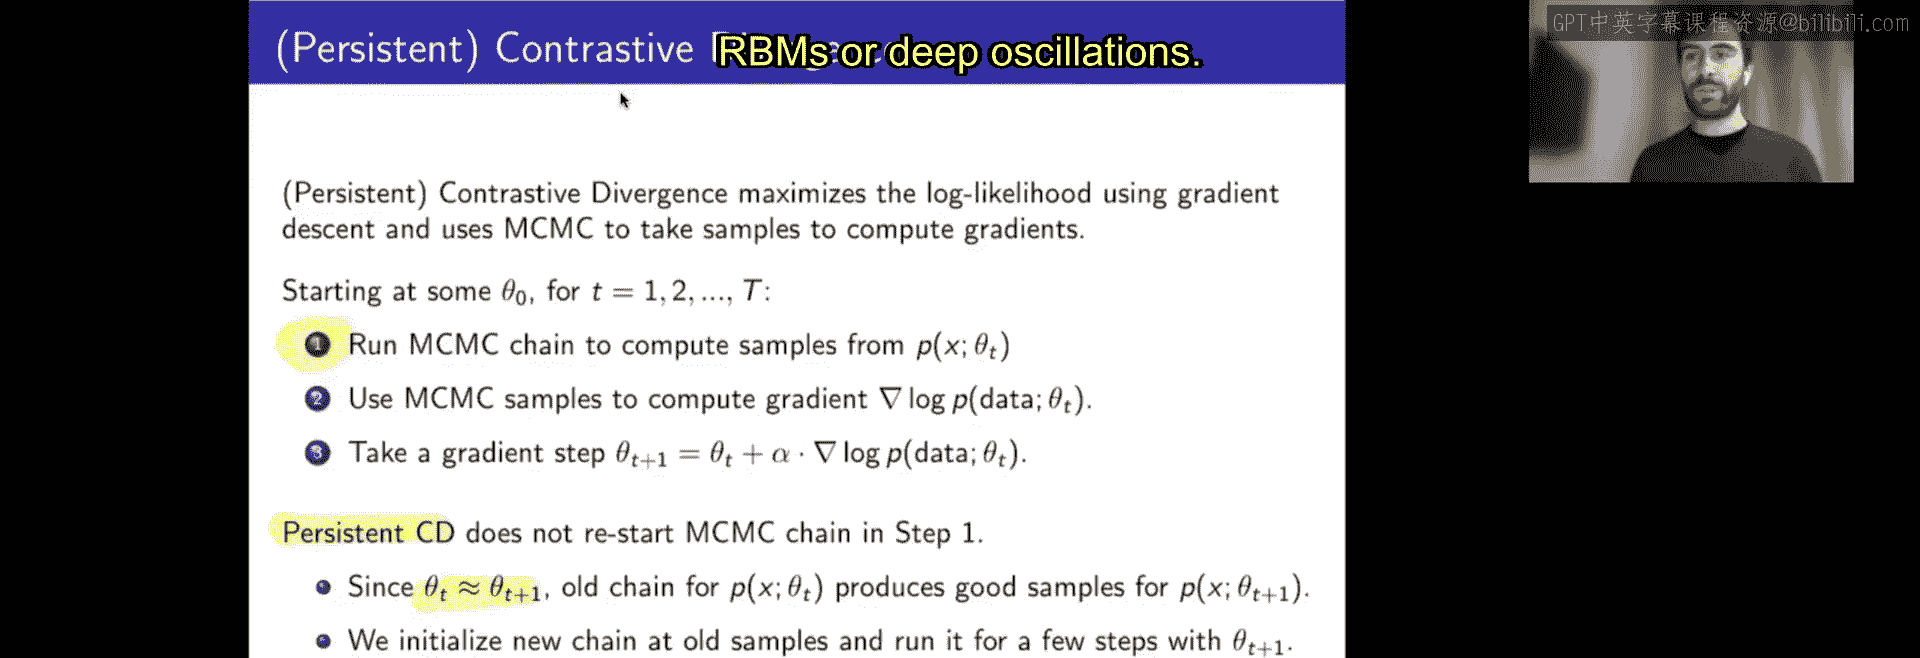 (Persistent) Contrastive
RBMs or deep oscillations.
GPT中英字幕课程资源@bilibili.com
(Persistent) Contrastive Divergence maximizes the log-likelihood using gradient
descent and uses MCMC to take samples to compute gradients.
Starting at some θ₀, for t = 1, 2, ..., T:
1 Run MCMC chain to compute samples from p(x; θₜ)
2 Use MCMC samples to compute gradient ∇ log p(data; θₜ).
3 Take a gradient step θₜ₊₁ = θₜ + α · ∇ log p(data; θₜ).
Persistent CD does not re-start MCMC chain in Step 1.
• Since θₜ ≈ θₜ₊₁, old chain for p(x; θₜ) produces good samples for p(x; θₜ₊₁).
• We initialize new chain at old samples and run it for a few steps with θₜ₊₁.